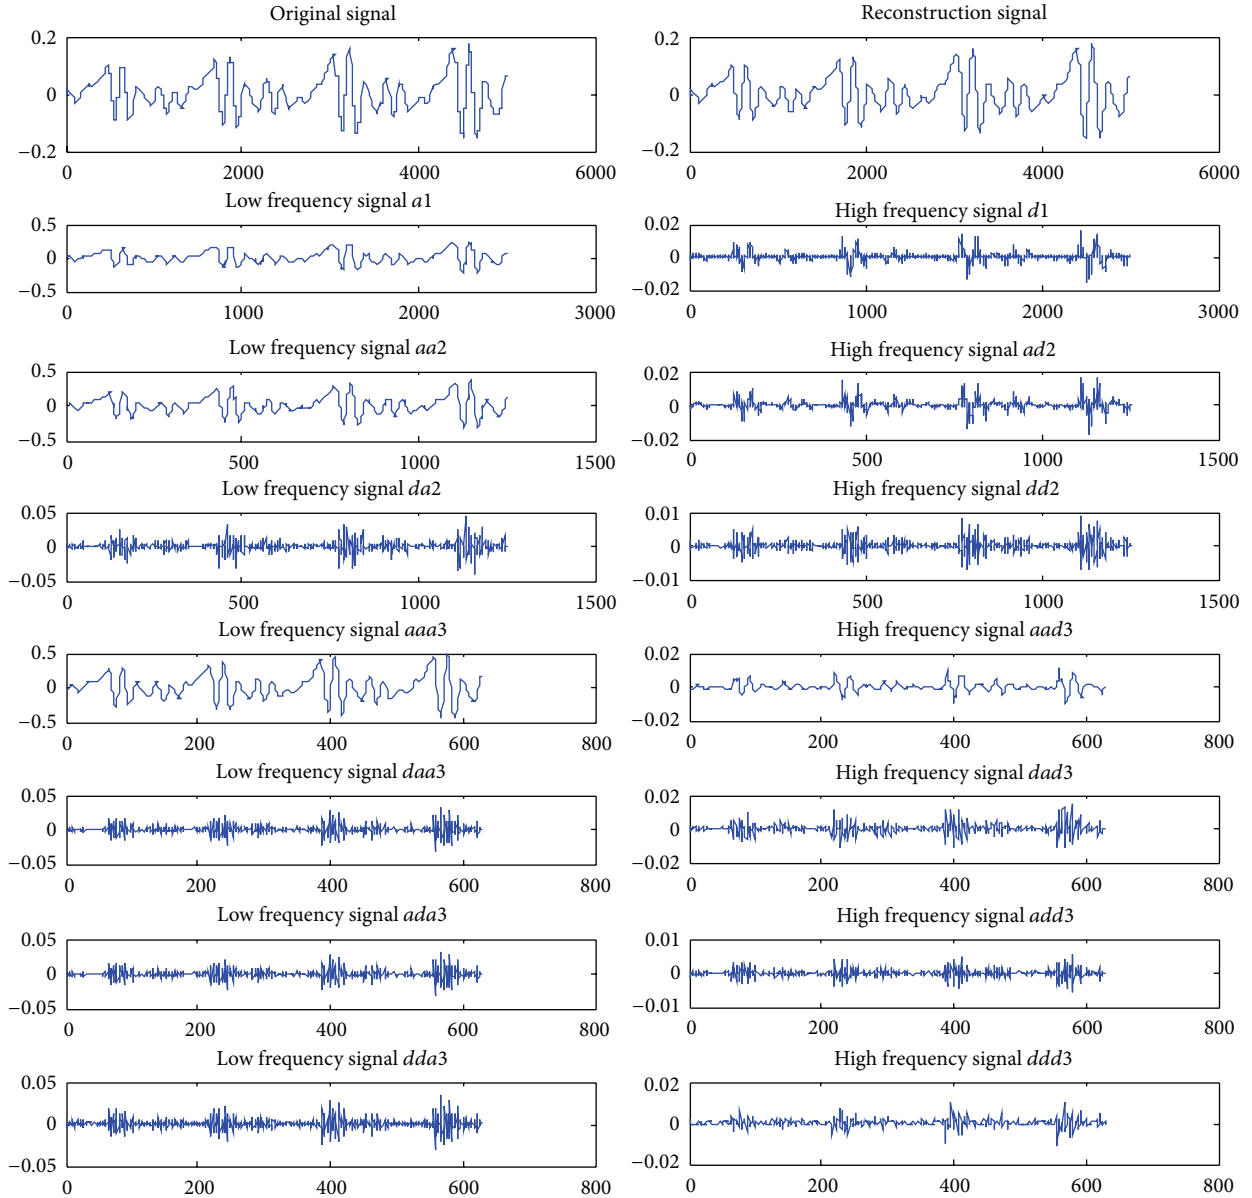 Original signal
Reconstruction signal
0.2
0
−0.2
0 2000 4000 6000
0.2
0
−0.2
0 2000 4000 6000
Low frequency signal a1
High frequency signal d1
0.5
0
−0.5
0 1000 2000 3000
0.02
0
−0.02
0 1000 2000 3000
Low frequency signal aa2
High frequency signal ad2
0.5
0
−0.5
0 500 1000 1500
0.02
0
−0.02
0 500 1000 1500
Low frequency signal da2
High frequency signal dd2
0.05
0
−0.05
0 500 1000 1500
0.01
0
−0.01
0 500 1000 1500
Low frequency signal aaa3
High frequency signal aad3
0.5
0
−0.5
0 200 400 600 800
0.02
0
−0.02
0 200 400 600 800
Low frequency signal daa3
High frequency signal dad3
0.05
0
−0.05
0 200 400 600 800
0.02
0
−0.02
0 200 400 600 800
Low frequency signal ada3
High frequency signal add3
0.05
0
−0.05
0 200 400 600 800
0.01
0
−0.01
0 200 400 600 800
Low frequency signal dda3
High frequency signal ddd3
0.05
0
−0.05
0 200 400 600 800
0.02
0
−0.02
0 200 400 600 800